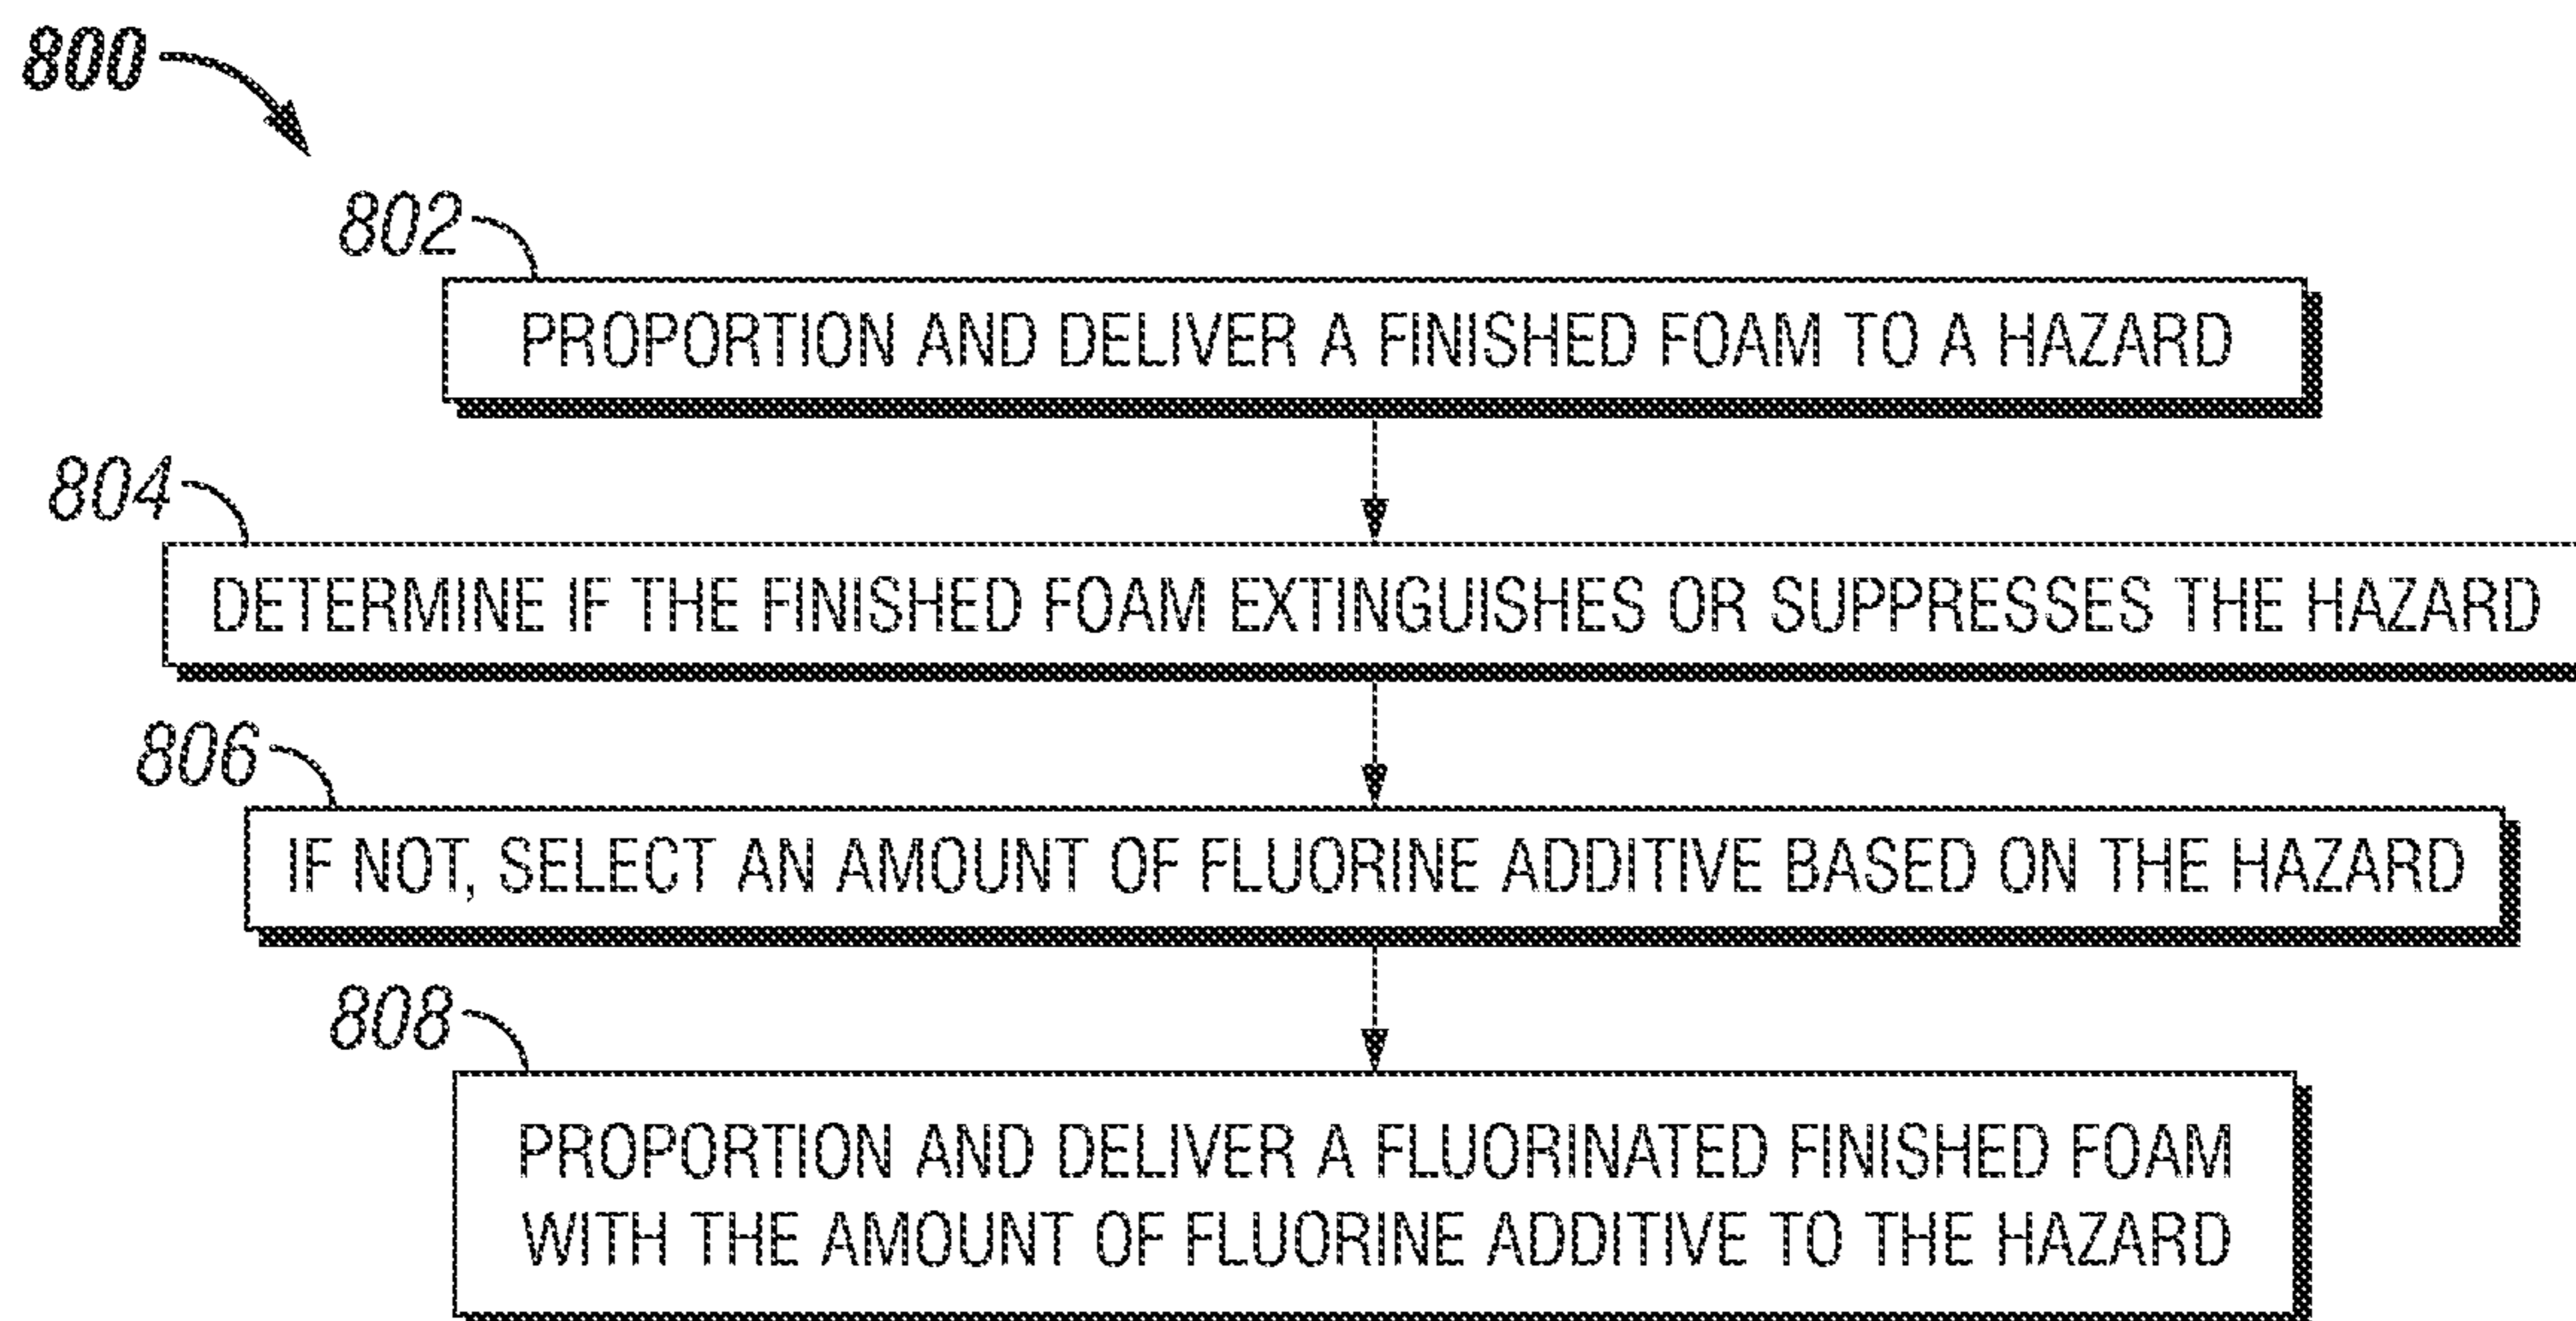 800
802
PROPORTION AND DELIVER A FINISHED FOAM TO A HAZARD
804
DETERMINE IF THE FINISHED FOAM EXTINGUISHES OR SUPPRESSES THE HAZARD
806
IF NOT, SELECT AN AMOUNT OF FLUORINE ADDITIVE BASED ON THE HAZARD
808
PROPORTION AND DELIVER A FLUORINATED FINISHED FOAM
WITH THE AMOUNT OF FLUORINE ADDITIVE TO THE HAZARD